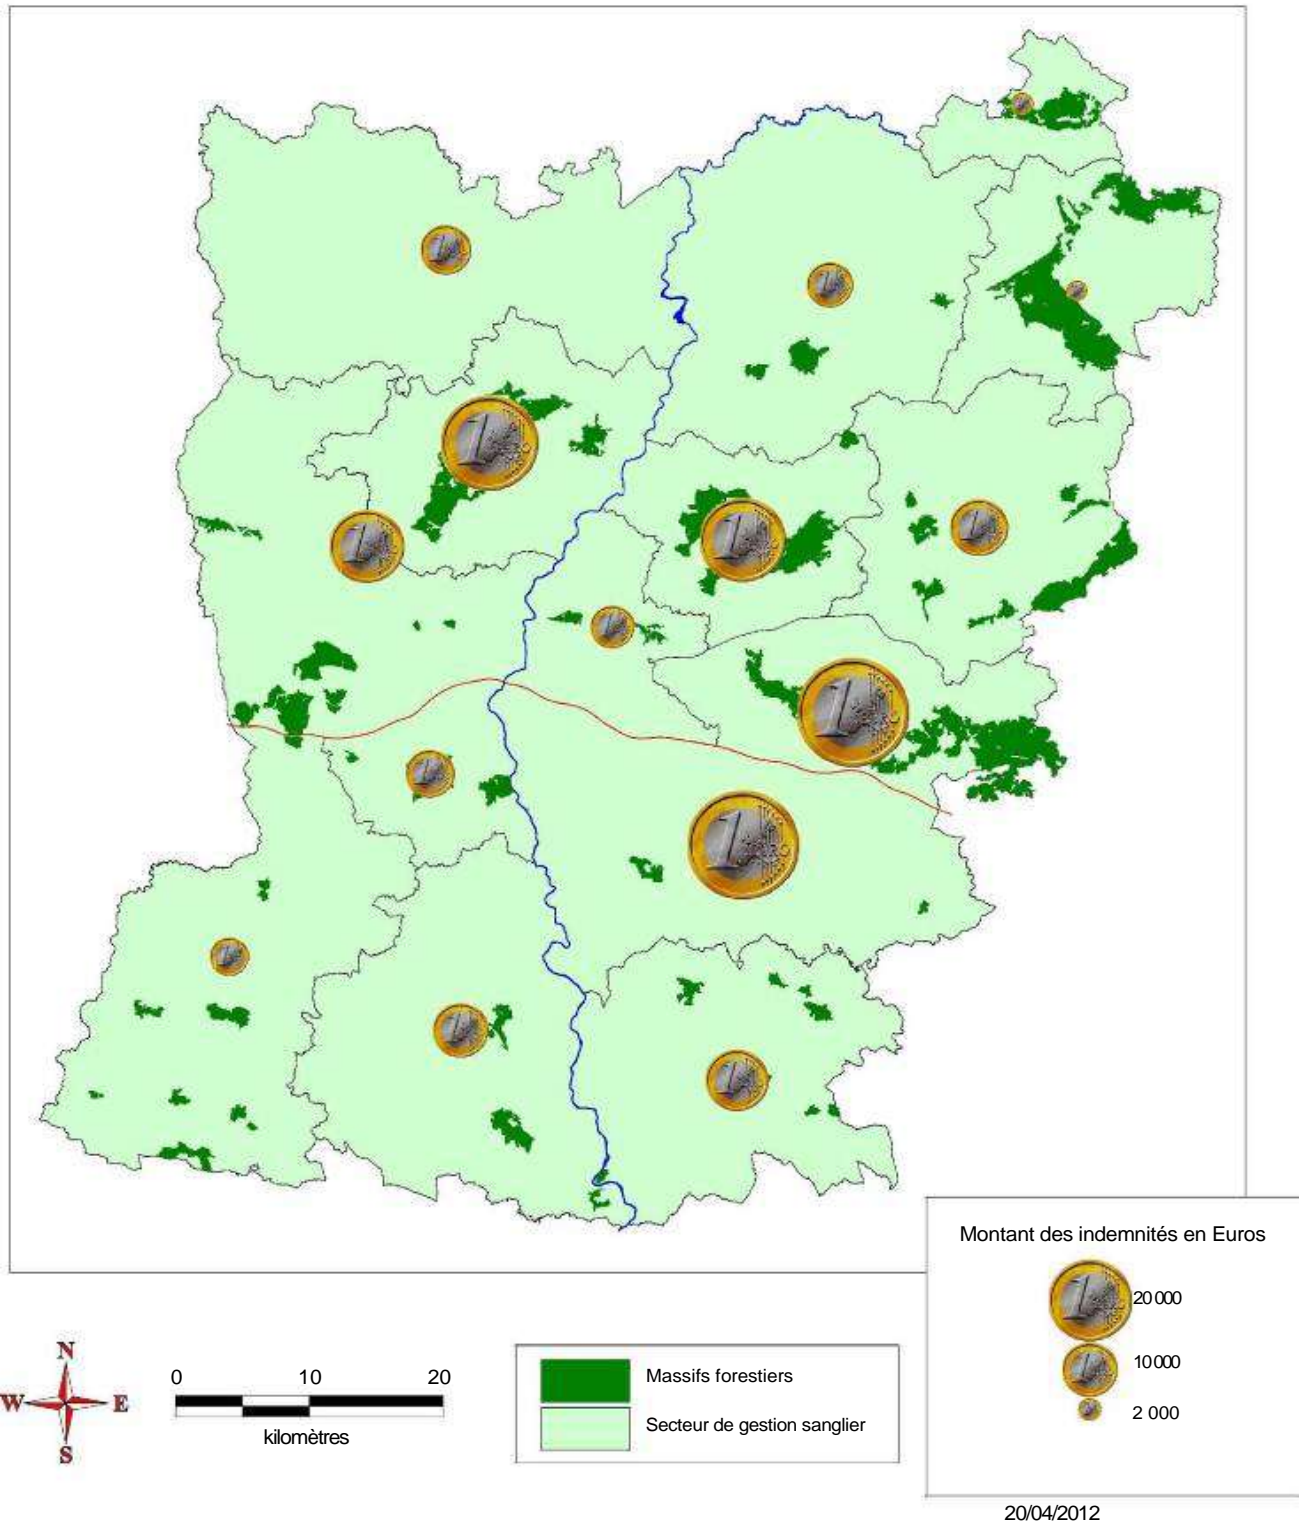 Montant des indemnités en Euros
20 000
10 000
2 000
N
W E
S
0 10 20
kilomètres
Massifs forestiers
Secteur de gestion sanglier
20/04/2012